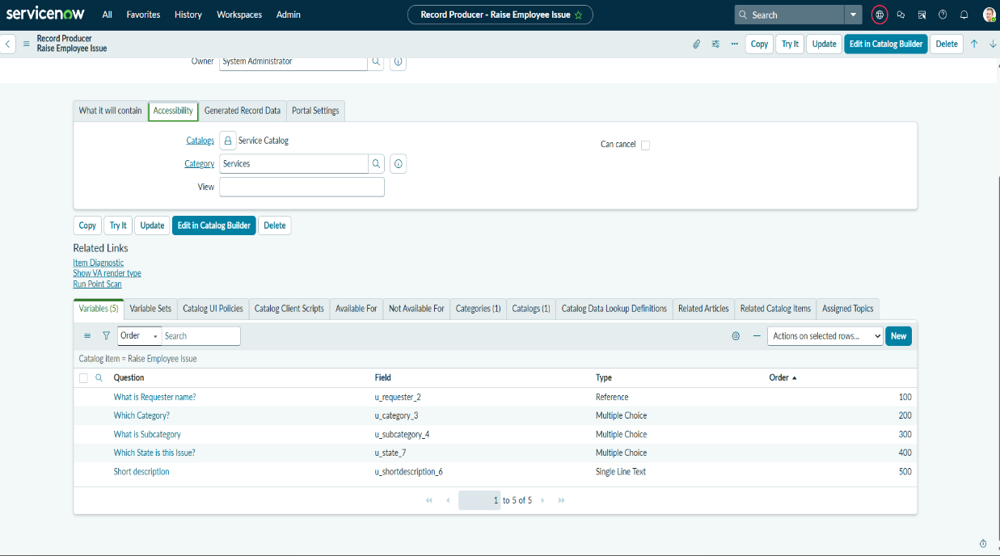 servicenow All Favorites History Workspaces Admin Record Producer - Raise Employee Issue Search
Record Producer
Raise Employee Issue
Copy Try It Update Edit in Catalog Builder Delete
Owner System Administrator
What it will contain Accessibility Generated Record Data Portal Settings
Catalogs Service Catalog Can cancel
Category Services
View
Copy Try It Update Edit in Catalog Builder Delete
Related Links
Item Diagnostic
Show VA render type
Run Point Scan
Variables (5) Variable Sets Catalog UI Policies Catalog Client Scripts Available For Not Available For Categories (1) Catalogs (1) Catalog Data Lookup Definitions Related Articles Related Catalog Items Assigned Topics
Order Search Actions on selected rows... New
Catalog item = Raise Employee Issue
Question Field Type Order
What is Requester name? u_requester_2 Reference 100
Which Category? u_category_3 Multiple Choice 200
What is Subcategory u_subcategory_4 Multiple Choice 300
Which State is this Issue? u_state_7 Multiple Choice 400
Short description u_shortdescription_6 Single Line Text 500
1 to 5 of 5